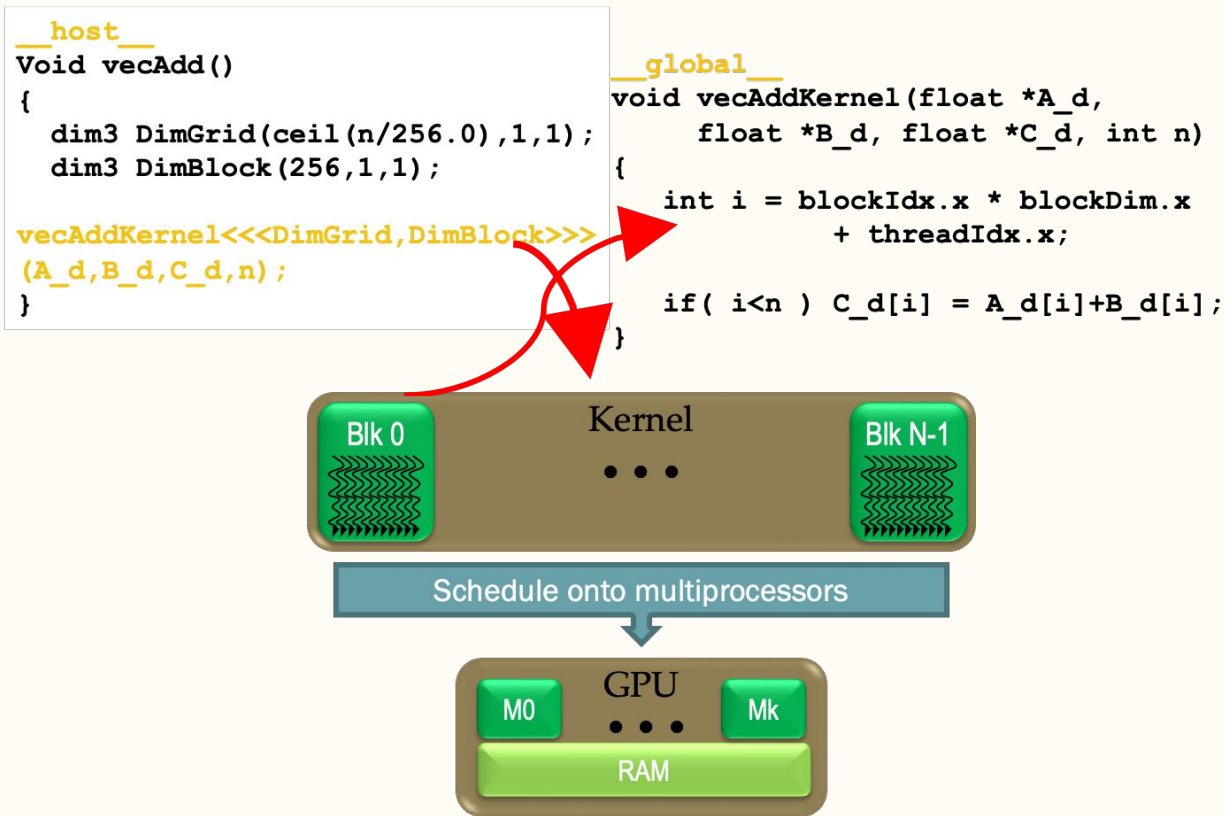 __host__
Void vecAdd()
{
dim3 DimGrid(ceil(n/256.0),1,1);
dim3 DimBlock(256,1,1);
vecAddKernel<<<DimGrid,DimBlock>>>
(A_d,B_d,C_d,n);
}
__global__
void vecAddKernel(float *A_d,
float *B_d, float *C_d, int n)
{
int i = blockIdx.x * blockDim.x
+ threadIdx.x;
if( i<n ) C_d[i] = A_d[i]+B_d[i];
}
Kernel
Blk 0
• • •
Blk N-1
Schedule onto multiprocessors
GPU
M0
• • •
Mk
RAM